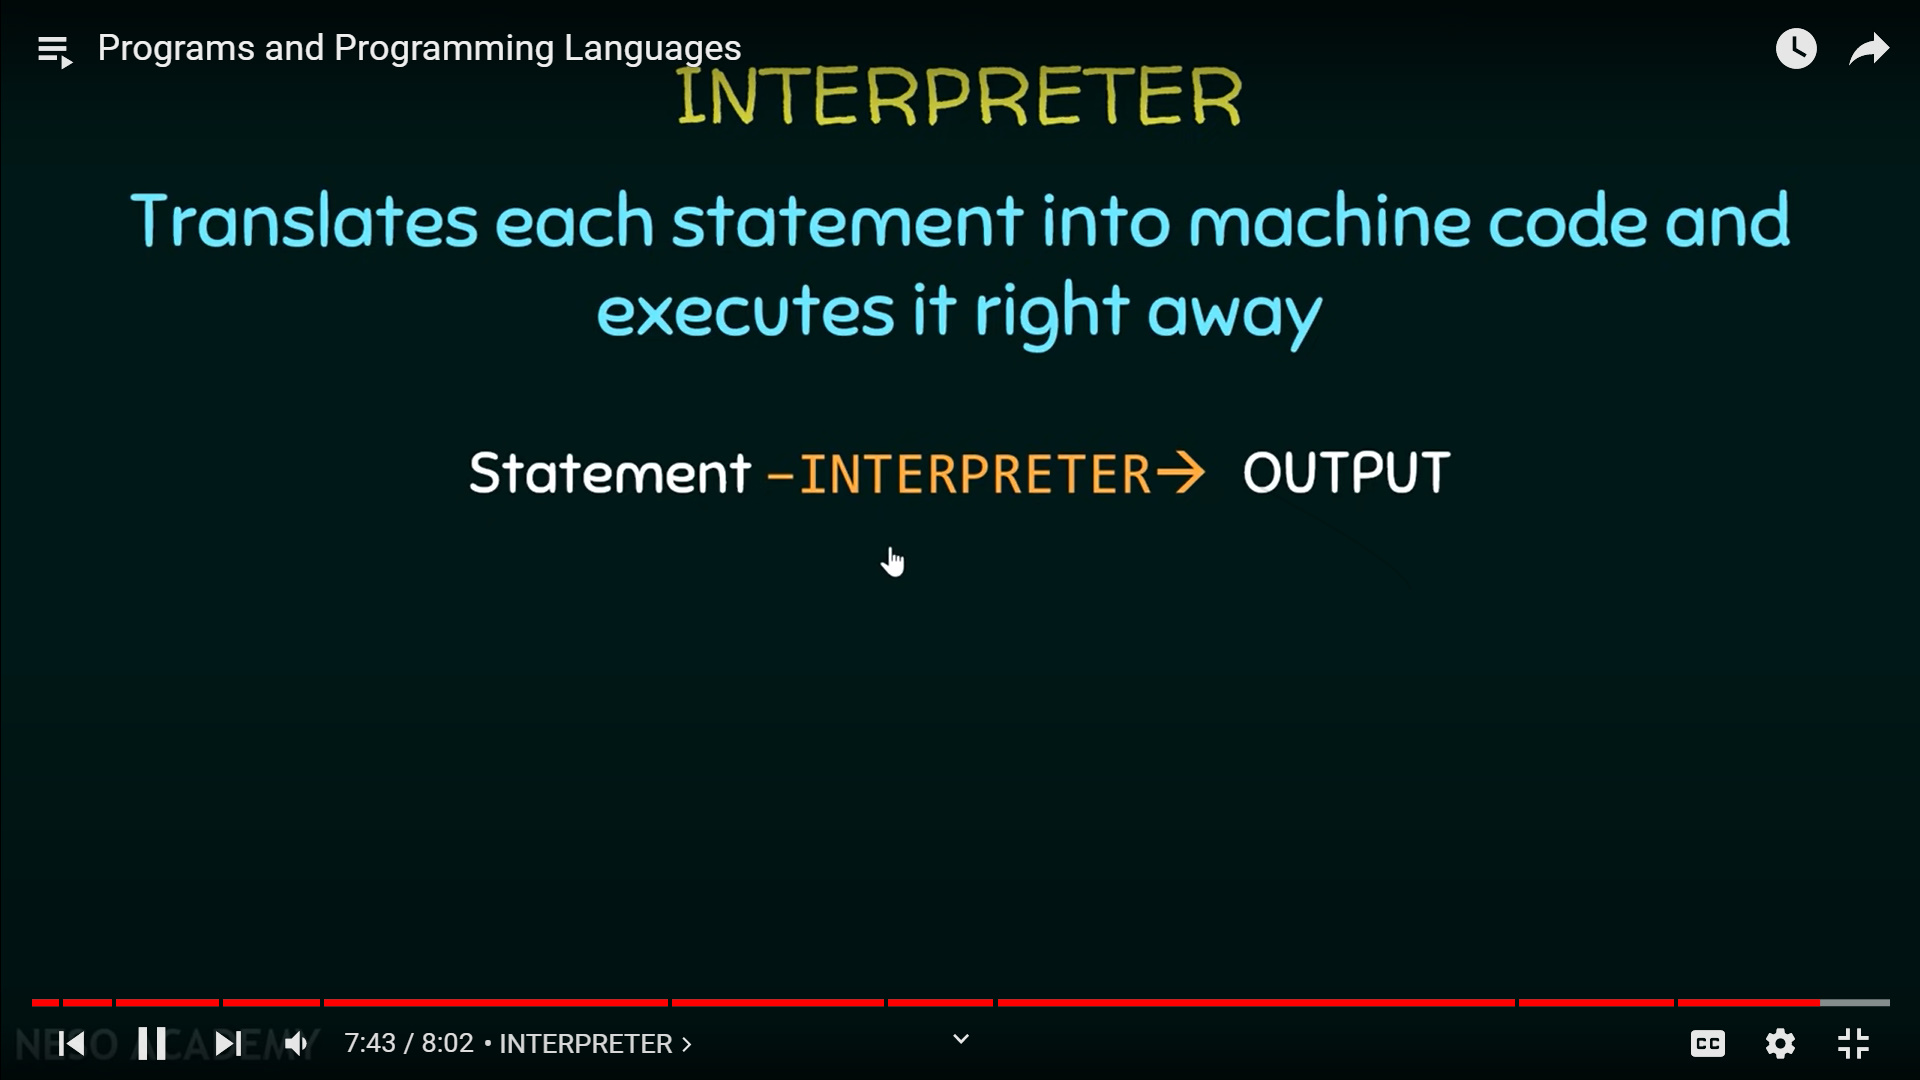 Programs and Programming Languages
INTERPRETER
Translates each statement into machine code and
executes it right away
Statement –INTERPRETER→ OUTPUT
NESO ACADEMY
7:43 / 8:02 • INTERPRETER >
CC